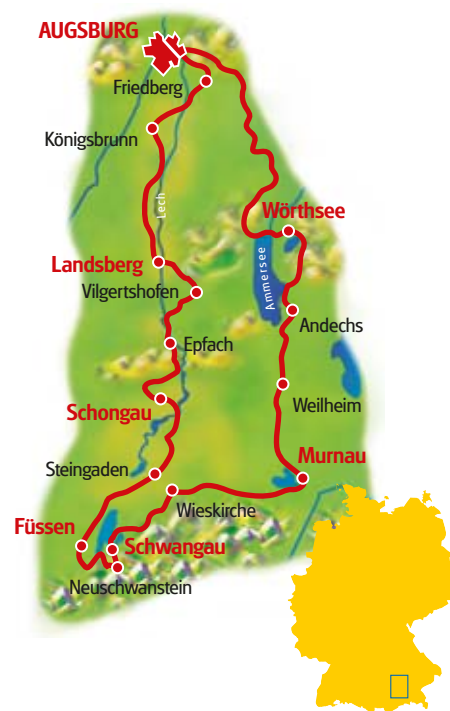 AUGSBURG
Friedberg
Königsbrunn
Lech
Wörthsee
Landsberg
Ammersee
Vilgertshofen
Andechs
Epfach
Schongau
Weilheim
Steingaden
Murnau
Wieskirche
Füssen
Schwangau
Neuschwanstein